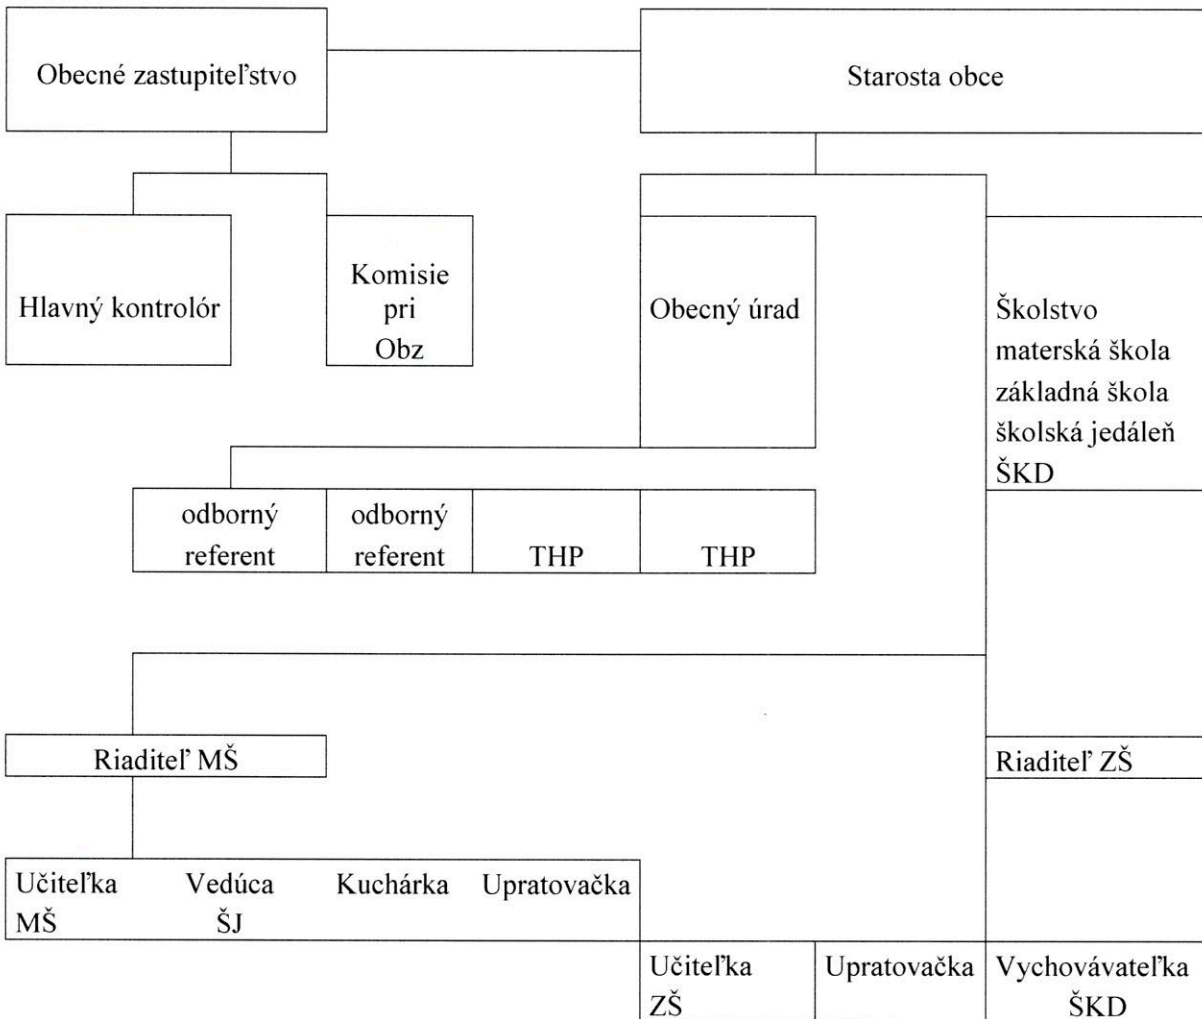 Obecné zastupiteľstvo
Starosta obce
Hlavný kontrolór
Komisie
pri
Obz
Obecný úrad
Školstvo
materská škola
základná škola
školská jedáleň
ŠKD
odborný
referent
odborný
referent
THP
THP
Riaditeľ MŠ
Riaditeľ ZŠ
Učiteľka
MŠ
Vedúca
ŠJ
Kuchárka
Upratovačka
Učiteľka
ZŠ
Upratovačka
Vychovávateľka
ŠKD